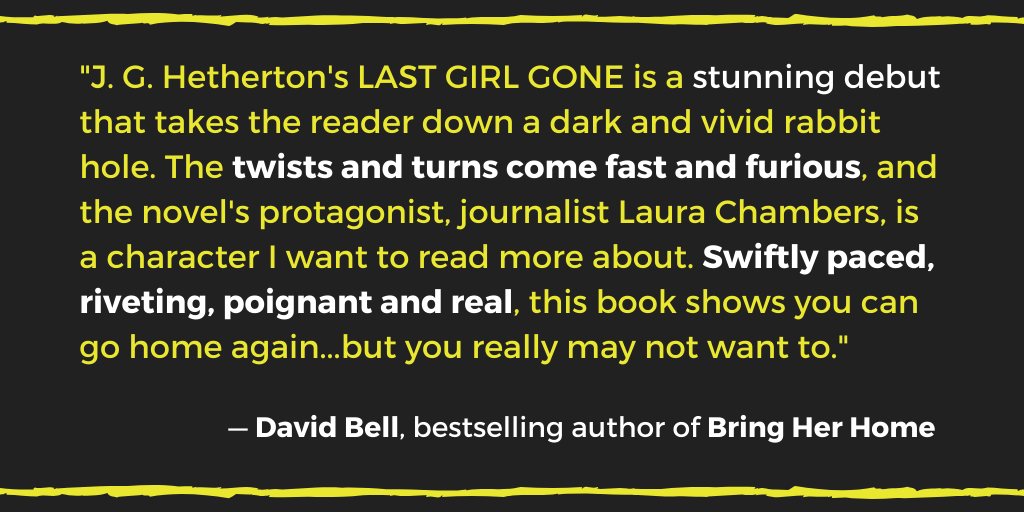 "J. G. Hetherton's LAST GIRL GONE is a stunning debut
that takes the reader down a dark and vivid rabbit
hole. The twists and turns come fast and furious, and
the novel's protagonist, journalist Laura Chambers, is
a character I want to read more about. Swiftly paced,
riveting, poignant and real, this book shows you can
go home again...but you really may not want to."
— David Bell, bestselling author of Bring Her Home